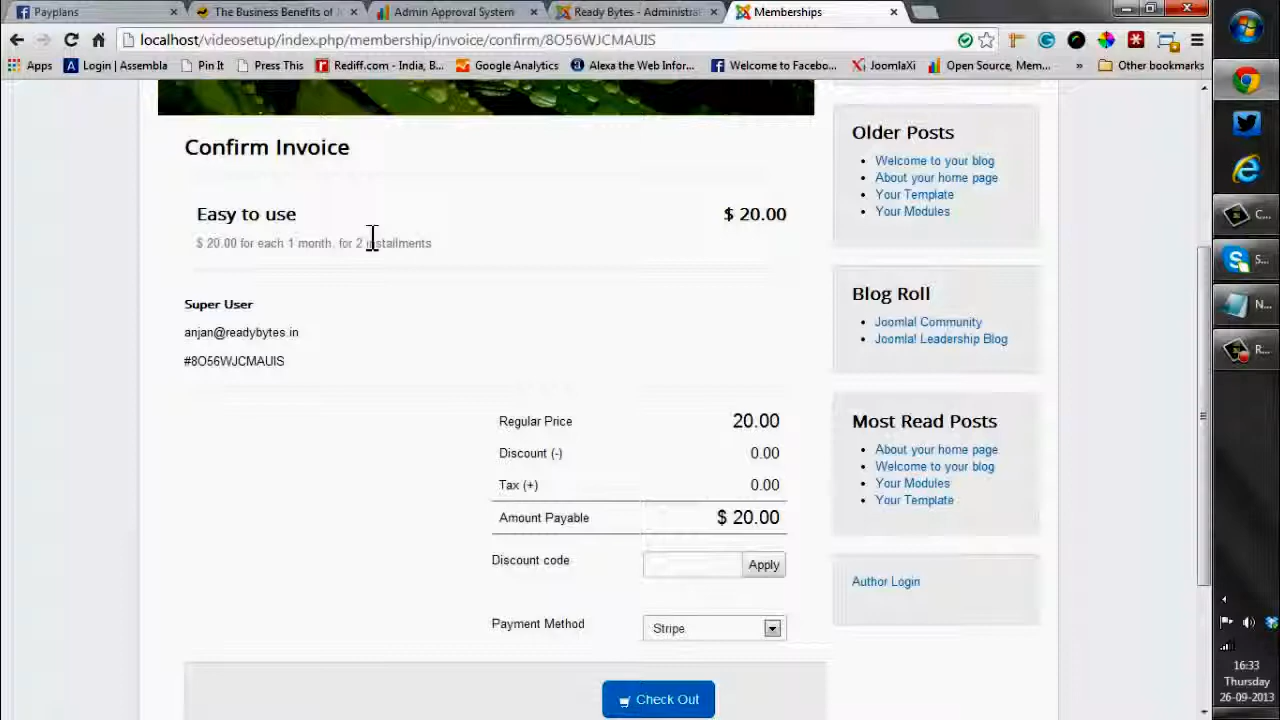 Payplans
The Business Benefits of J
Admin Approval System
Ready Bytes - Administrat
Memberships
localhost/videosetup/index.php/membership/invoice/confirm/8O56WJCMAUIS
Apps
Login | Assembla
Pin It
Press This
Rediff.com - India, B...
Google Analytics
Alexa the Web Infor...
Welcome to Facebo...
JoomlaXi
Open Source, Mem...
»
Other bookmarks
Confirm Invoice
Easy to use
$ 20.00
$ 20.00 for each 1 month, for 2 installments
Super User
anjan@readybytes.in
#8O56WJCMAUIS
Regular Price 20.00
Discount (-) 0.00
Tax (+) 0.00
Amount Payable $ 20.00
Discount code
Apply
Payment Method
Stripe
Check Out
Older Posts
Welcome to your blog
About your home page
Your Template
Your Modules
Blog Roll
Joomla! Community
Joomla! Leadership Blog
Most Read Posts
About your home page
Welcome to your blog
Your Modules
Your Template
Author Login
C...
S...
N...
R...
16:33
Thursday
26-09-2013